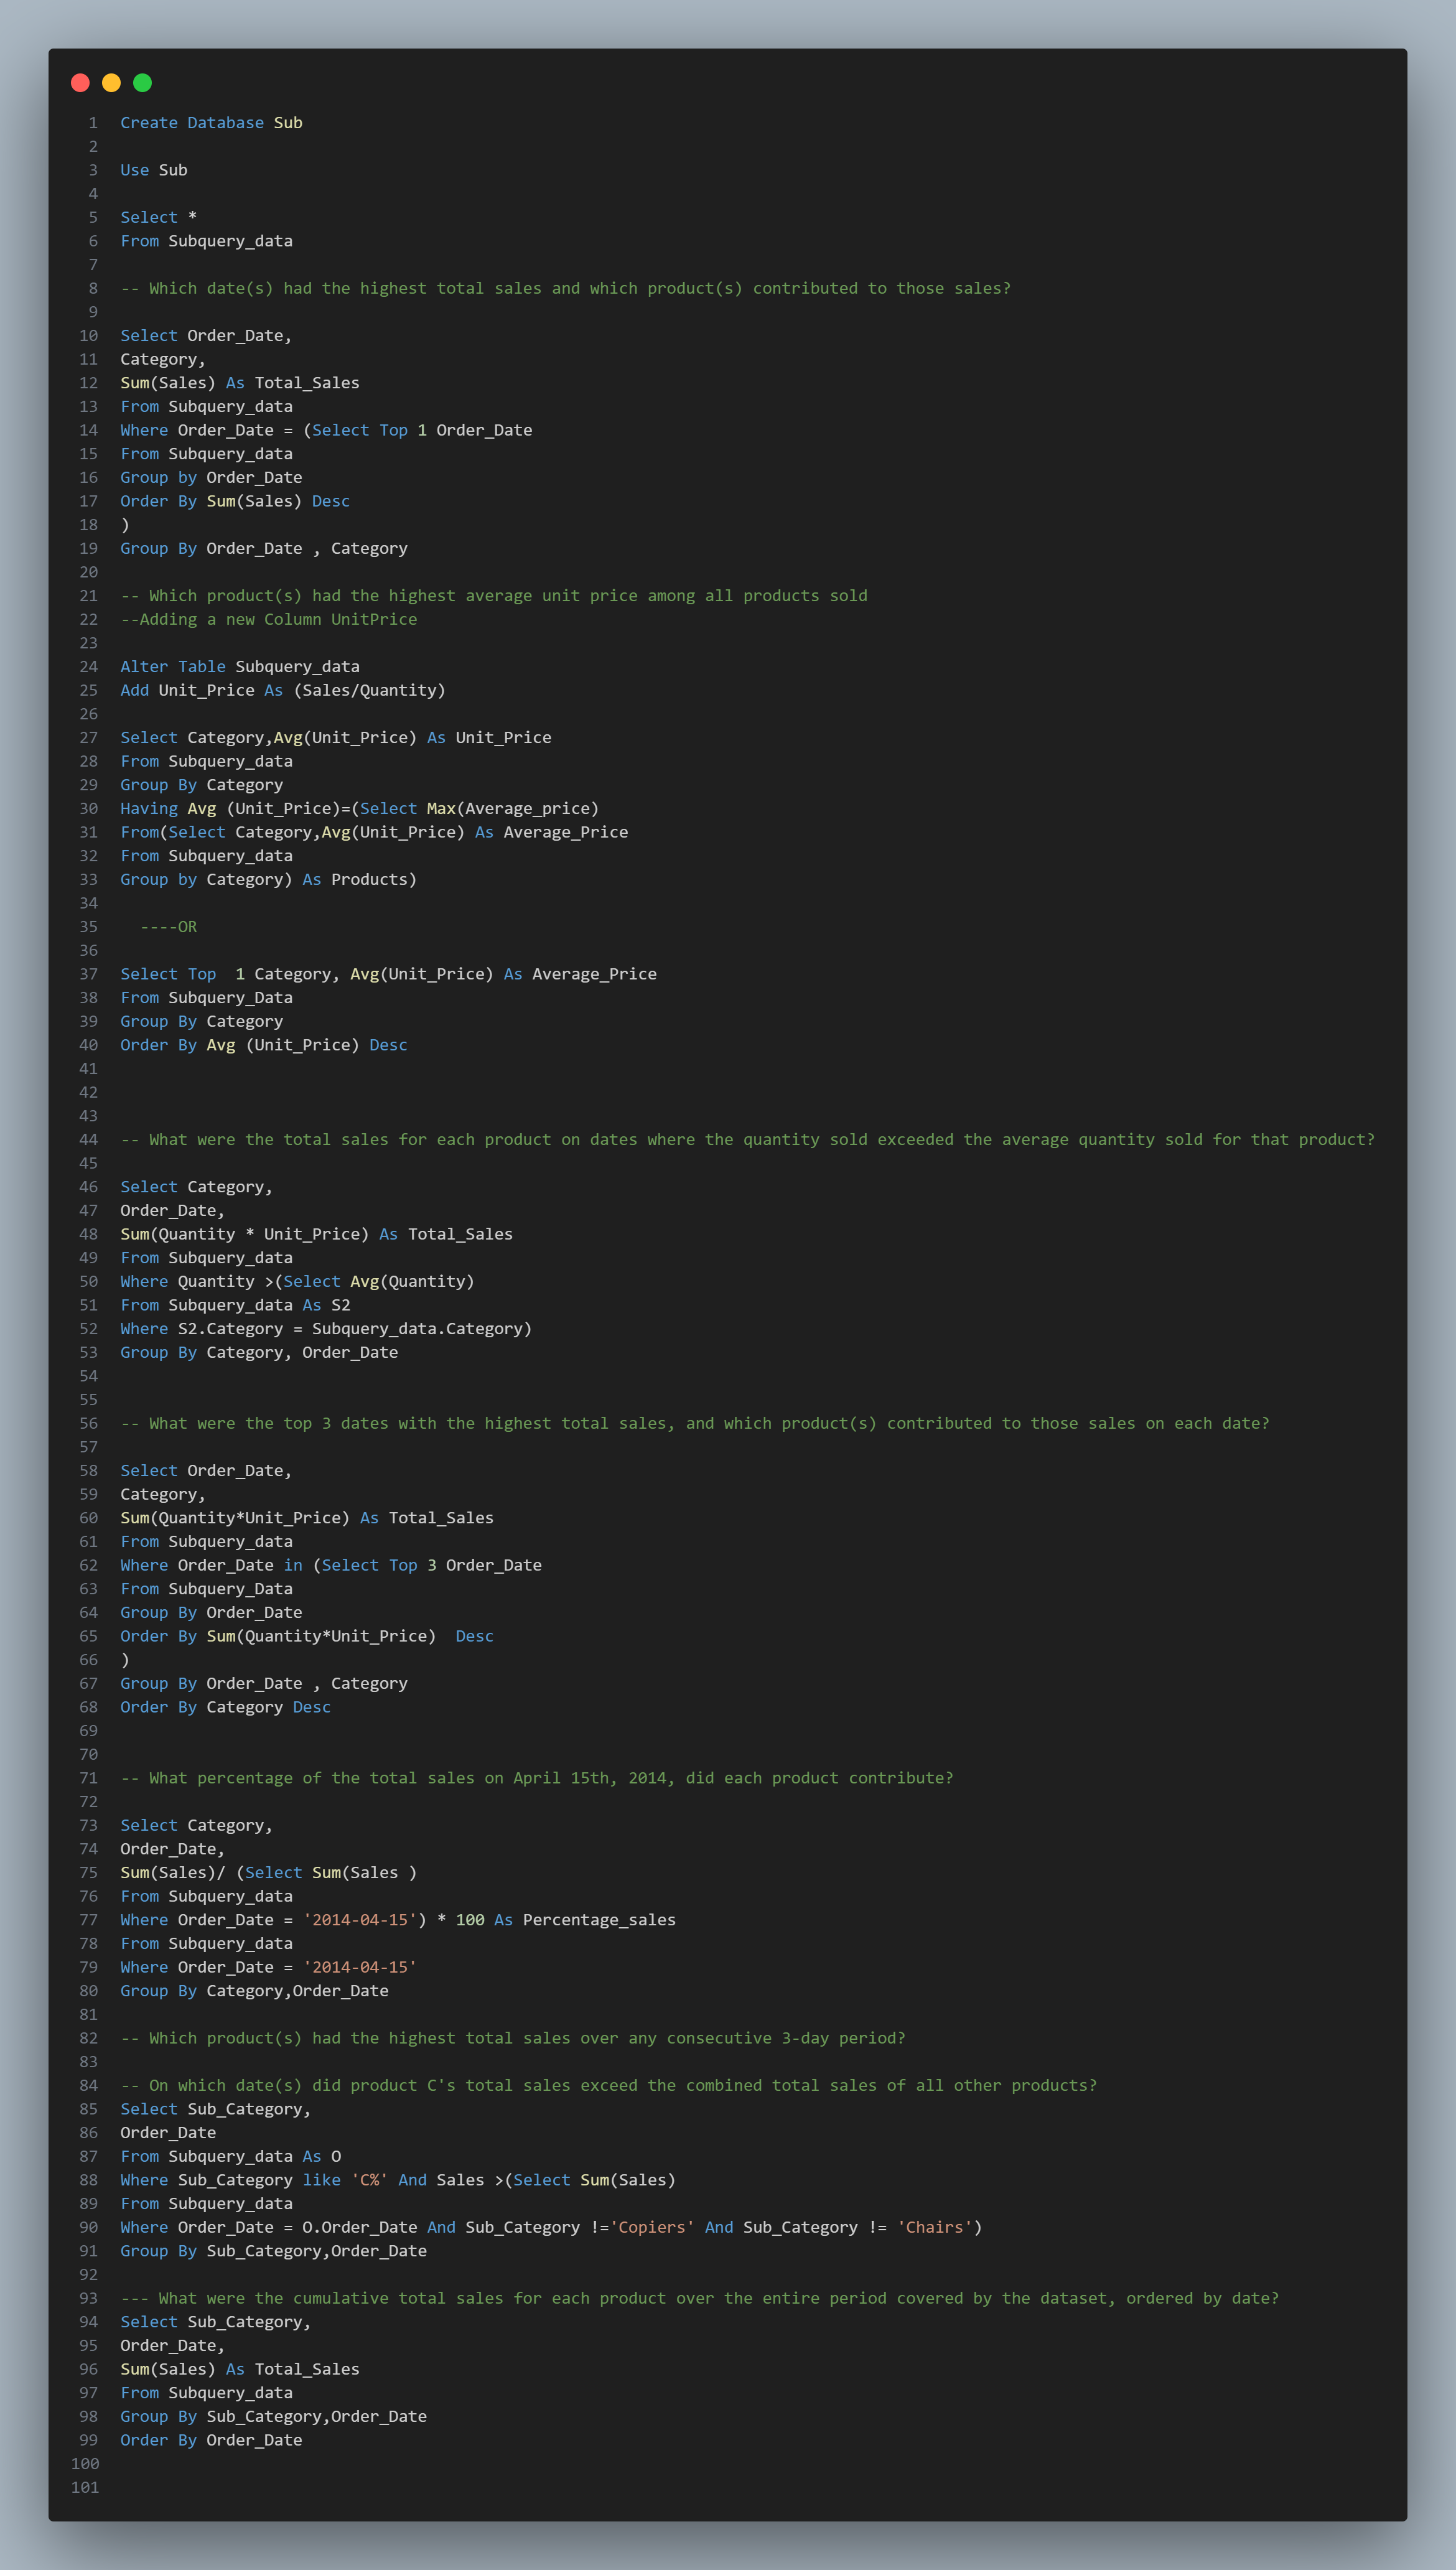 1 Create Database Sub
2
3 Use Sub
4
5 Select *
6 From Subquery_data
7
8 -- Which date(s) had the highest total sales and which product(s) contributed to those sales?
9
10 Select Order_Date,
11 Category,
12 Sum(Sales) As Total_Sales
13 From Subquery_data
14 Where Order_Date = (Select Top 1 Order_Date
15 From Subquery_data
16 Group by Order_Date
17 Order By Sum(Sales) Desc
18 )
19 Group By Order_Date , Category
20
21 -- Which product(s) had the highest average unit price among all products sold
22 --Adding a new Column UnitPrice
23
24 Alter Table Subquery_data
25 Add Unit_Price As (Sales/Quantity)
26
27 Select Category,Avg(Unit_Price) As Unit_Price
28 From Subquery_data
29 Group By Category
30 Having Avg (Unit_Price)=(Select Max(Average_price)
31 From(Select Category,Avg(Unit_Price) As Average_Price
32 From Subquery_data
33 Group by Category) As Products)
34
35   ----OR
36
37 Select Top  1 Category, Avg(Unit_Price) As Average_Price
38 From Subquery_Data
39 Group By Category
40 Order By Avg (Unit_Price) Desc
41
42
43
44 -- What were the total sales for each product on dates where the quantity sold exceeded the average quantity sold for that product?
45
46 Select Category,
47 Order_Date,
48 Sum(Quantity * Unit_Price) As Total_Sales
49 From Subquery_data
50 Where Quantity >(Select Avg(Quantity)
51 From Subquery_data As S2
52 Where S2.Category = Subquery_data.Category)
53 Group By Category, Order_Date
54
55
56 -- What were the top 3 dates with the highest total sales, and which product(s) contributed to those sales on each date?
57
58 Select Order_Date,
59 Category,
60 Sum(Quantity*Unit_Price) As Total_Sales
61 From Subquery_data
62 Where Order_Date in (Select Top 3 Order_Date
63 From Subquery_Data
64 Group By Order_Date
65 Order By Sum(Quantity*Unit_Price)  Desc
66 )
67 Group By Order_Date , Category
68 Order By Category Desc
69
70
71 -- What percentage of the total sales on April 15th, 2014, did each product contribute?
72
73 Select Category,
74 Order_Date,
75 Sum(Sales)/ (Select Sum(Sales )
76 From Subquery_data
77 Where Order_Date = '2014-04-15') * 100 As Percentage_sales
78 From Subquery_data
79 Where Order_Date = '2014-04-15'
80 Group By Category,Order_Date
81
82 -- Which product(s) had the highest total sales over any consecutive 3-day period?
83
84 -- On which date(s) did product C's total sales exceed the combined total sales of all other products?
85 Select Sub_Category,
86 Order_Date
87 From Subquery_data As O
88 Where Sub_Category like 'C%' And Sales >(Select Sum(Sales)
89 From Subquery_data
90 Where Order_Date = O.Order_Date And Sub_Category !='Copiers' And Sub_Category != 'Chairs')
91 Group By Sub_Category,Order_Date
92
93 --- What were the cumulative total sales for each product over the entire period covered by the dataset, ordered by date?
94 Select Sub_Category,
95 Order_Date,
96 Sum(Sales) As Total_Sales
97 From Subquery_data
98 Group By Sub_Category,Order_Date
99 Order By Order_Date
100
101